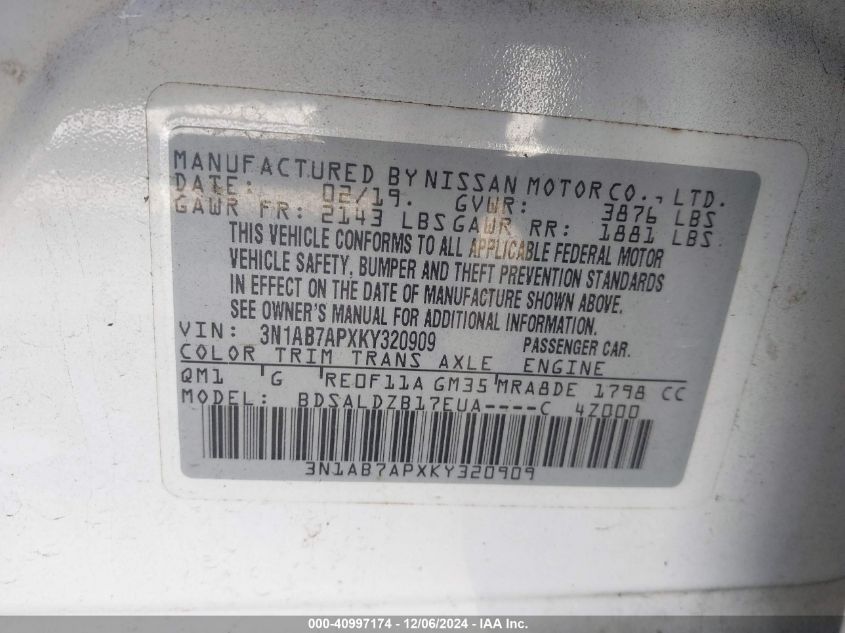 MANUFACTURED BY NISSAN MOTOR CO., LTD.
DATE: 02/19. GVWR: 3876 LBS
GAWR FR: 2143 LBS GAWR RR: 1881 LBS
THIS VEHICLE CONFORMS TO ALL APPLICABLE FEDERAL MOTOR
VEHICLE SAFETY, BUMPER AND THEFT PREVENTION STANDARDS
IN EFFECT ON THE DATE OF MANUFACTURE SHOWN ABOVE.
SEE OWNER'S MANUAL FOR ADDITIONAL INFORMATION.
VIN: 3N1AB7APXKY320909 PASSENGER CAR.
COLOR TRIM TRANS AXLE ENGINE
QM1 G RE0F11A GM35 MRA8DE 1798 CC
MODEL: BDSALDZB17EUA----C 4Z000
3N1AB7APXKY320909
000-40997174 - 12/06/2024 - IAA Inc.